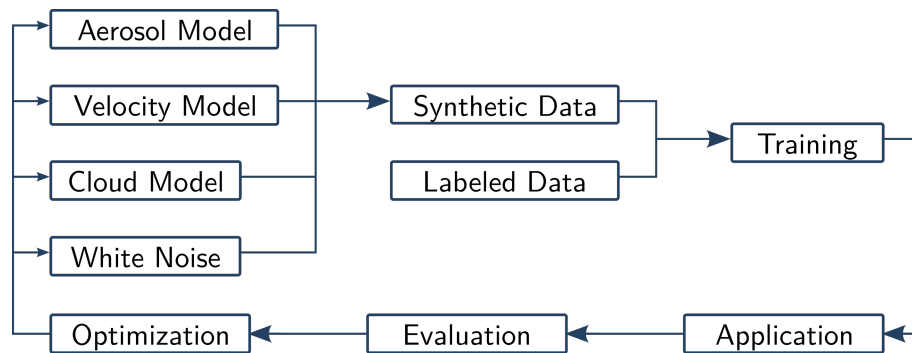 Aerosol Model
Velocity Model
Synthetic Data
Training
Cloud Model
Labeled Data
White Noise
Optimization
Evaluation
Application